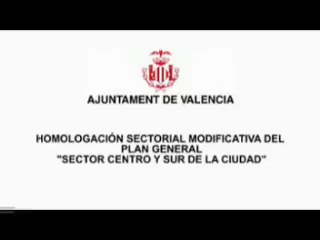 AJUNTAMENT DE VALENCIA
HOMOLOGACIÓN SECTORIAL MODIFICATIVA DEL
PLAN GENERAL
"SECTOR CENTRO Y SUR DE LA CIUDAD"